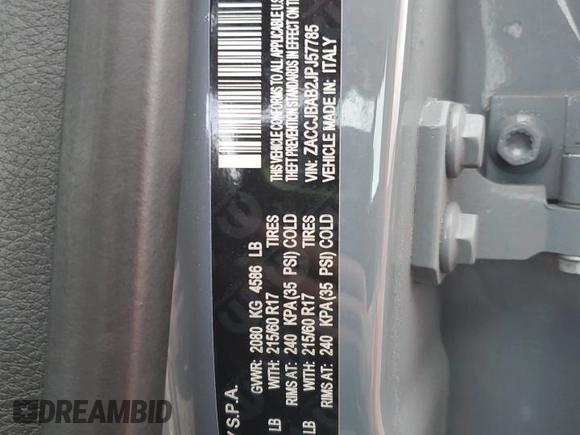 THIS VEHICLE CONFORMS TO ALL APPLICABLE U.S.
THEFT PREVENTION STANDARDS IN EFFECT ON T
VIN: ZACCJBAB2JPJ57785
VEHICLE MADE IN: ITALY
Y S.P.A.
GVWR: 2080 KG 4586 LB
LB WITH: 215/60 R17 TIRES
RIMS AT: 240 KPA(35 PSI) COLD
LB WITH: 215/60 R17 TIRES
RIMS AT: 240 KPA(35 PSI) COLD
DREAMBID